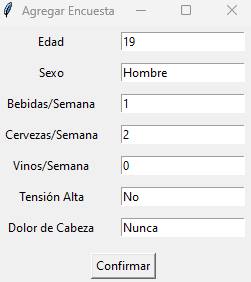 Agregar Encuesta
Edad 19
Sexo Hombre
Bebidas/Semana 1
Cervezas/Semana 2
Vinos/Semana 0
Tensión Alta No
Dolor de Cabeza Nunca
Confirmar